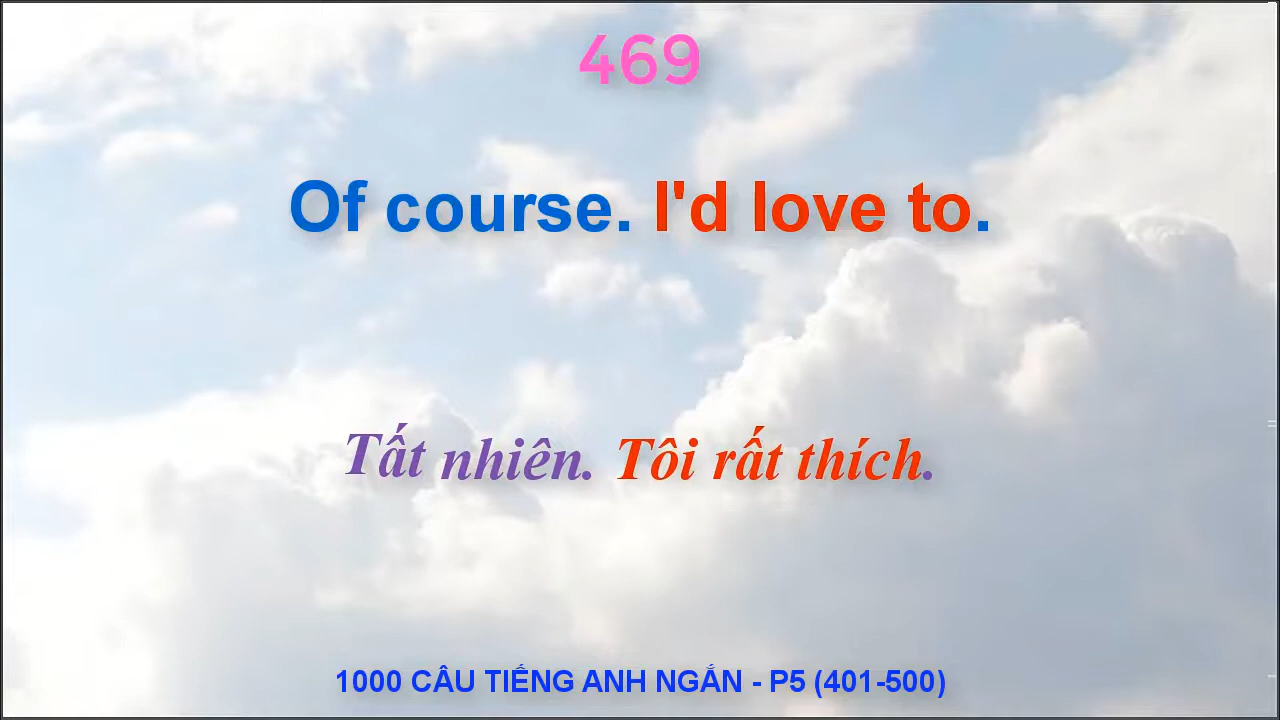 469
Of course. I'd love to.
Tất nhiên. Tôi rất thích.
1000 CÂU TIẾNG ANH NGẮN - P5 (401-500)